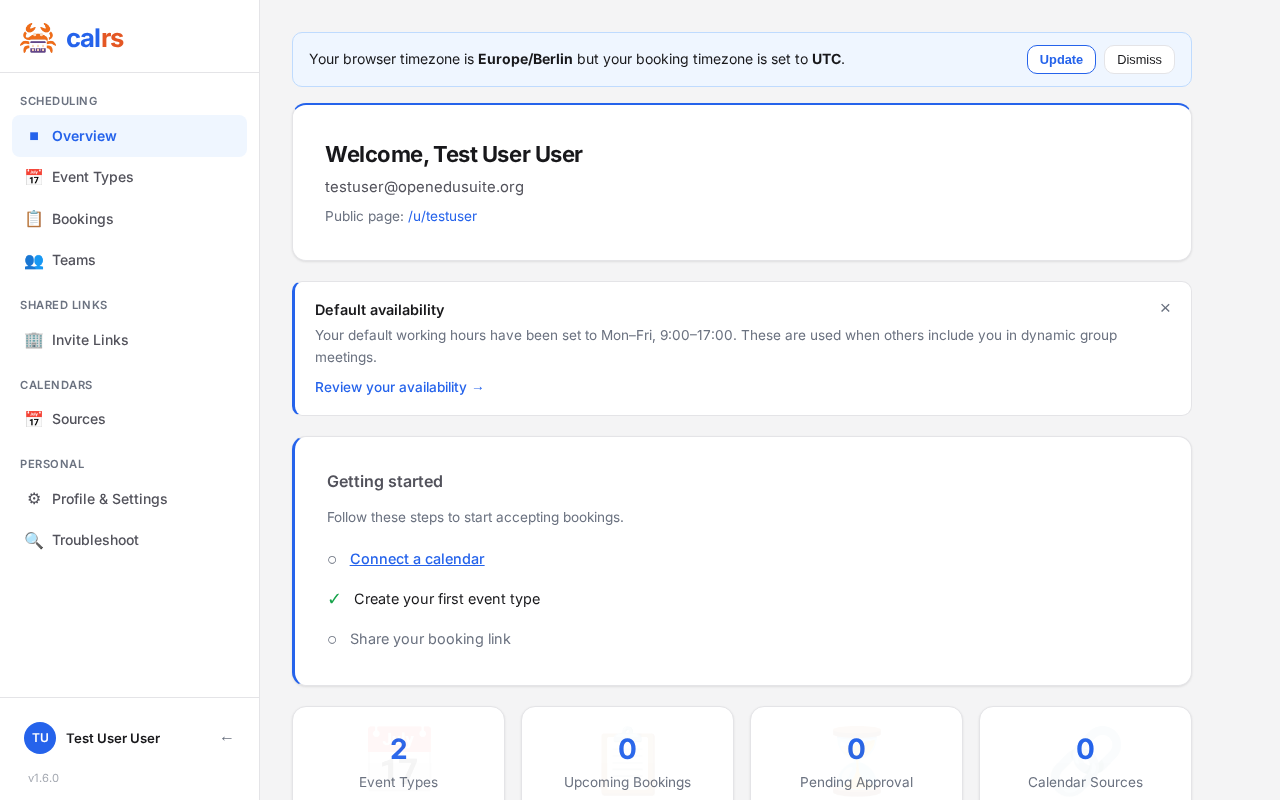 calrs
SCHEDULING
Overview
Event Types
Bookings
Teams
SHARED LINKS
Invite Links
CALENDARS
Sources
PERSONAL
Profile & Settings
Troubleshoot
TU Test User User ←
v1.6.0
Your browser timezone is Europe/Berlin but your booking timezone is set to UTC.
Update
Dismiss
Welcome, Test User User
testuser@openedusuite.org
Public page: /u/testuser
Default availability
×
Your default working hours have been set to Mon–Fri, 9:00–17:00. These are used when others include you in dynamic group
meetings.
Review your availability →
Getting started
Follow these steps to start accepting bookings.
○ Connect a calendar
✓ Create your first event type
○ Share your booking link
2
Event Types
0
Upcoming Bookings
0
Pending Approval
0
Calendar Sources